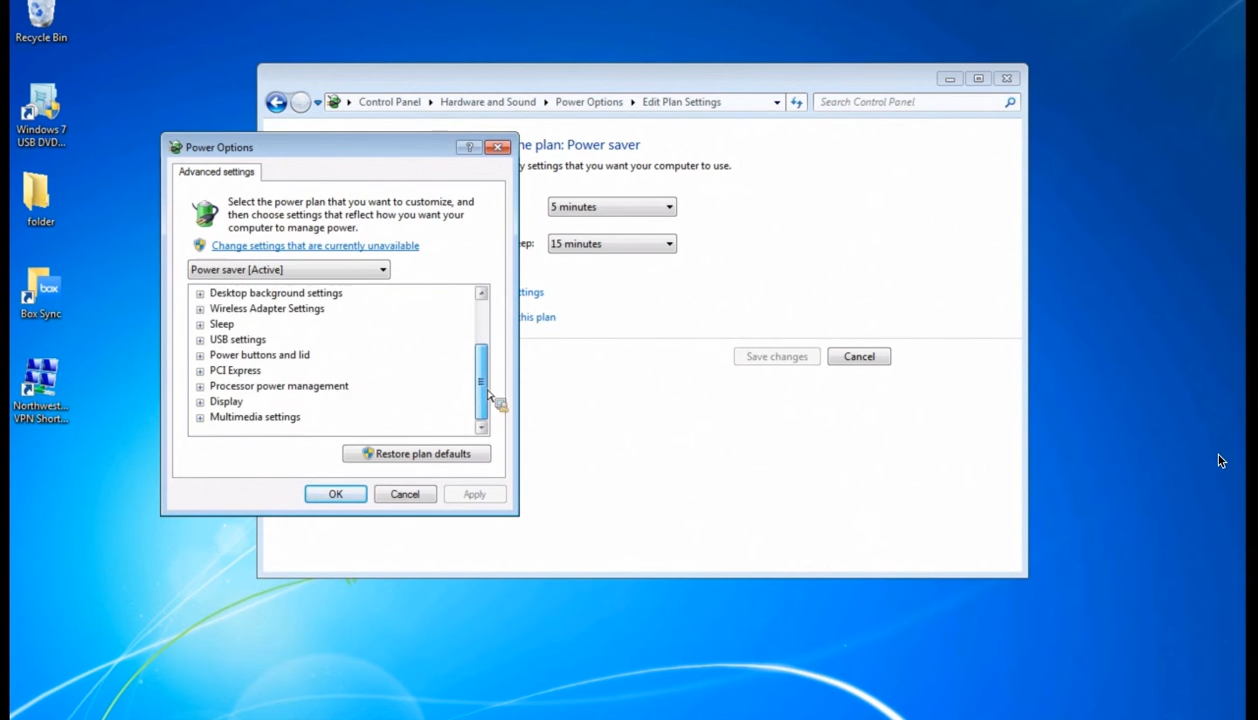 Recycle Bin
Windows 7
USB DVD...
folder
box
Box Sync
Northwest...
VPN Short...
Control Panel
Hardware and Sound
Power Options
Edit Plan Settings
Search Control Panel
he plan: Power saver
y settings that you want your computer to use.
5 minutes
eep:
15 minutes
ttings
this plan
Save changes
Cancel
Power Options
?
Advanced settings
Select the power plan that you want to customize, and
then choose settings that reflect how you want your
computer to manage power.
Change settings that are currently unavailable
Power saver [Active]
Desktop background settings
Wireless Adapter Settings
Sleep
USB settings
Power buttons and lid
PCI Express
Processor power management
Display
Multimedia settings
Restore plan defaults
OK
Cancel
Apply